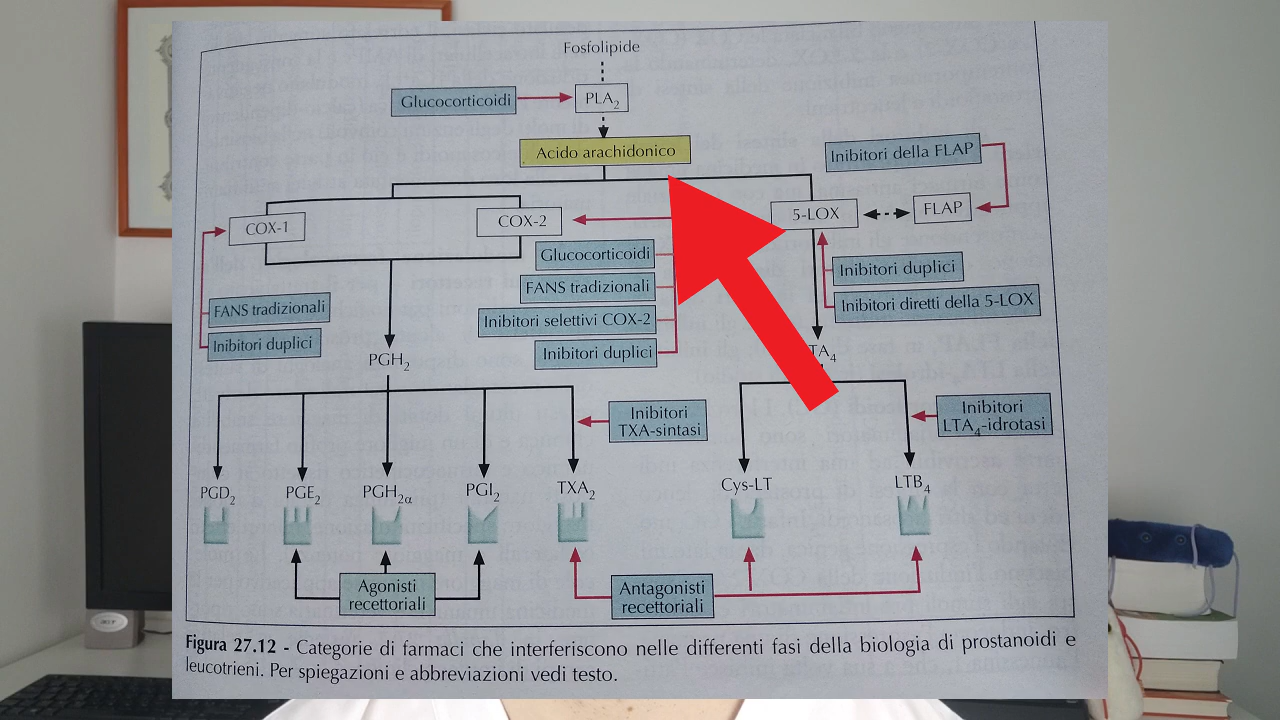 Fosfolipide
Glucocorticoidi
PLA2
Acido arachidonico
Inibitori della FLAP
COX-1
COX-2
5-LOX
FLAP
Glucocorticoidi
FANS tradizionali
Inibitori selettivi COX-2
Inibitori duplici
Inibitori duplici
Inibitori diretti della 5-LOX
FANS tradizionali
Inibitori duplici
PGH2
TA4
Inibitori
TXA-sintasi
Inibitori
LTA4-idrotasi
PGD2
PGE2
PGH2α
PGI2
TXA2
Cys-LT
LTB4
Agonisti
recettoriali
Antagonisti
recettoriali
Figura 27.12 - Categorie di farmaci che interferiscono nelle differenti fasi della biologia di prostanoidi e
leucotrieni. Per spiegazioni e abbreviazioni vedi testo.
acer